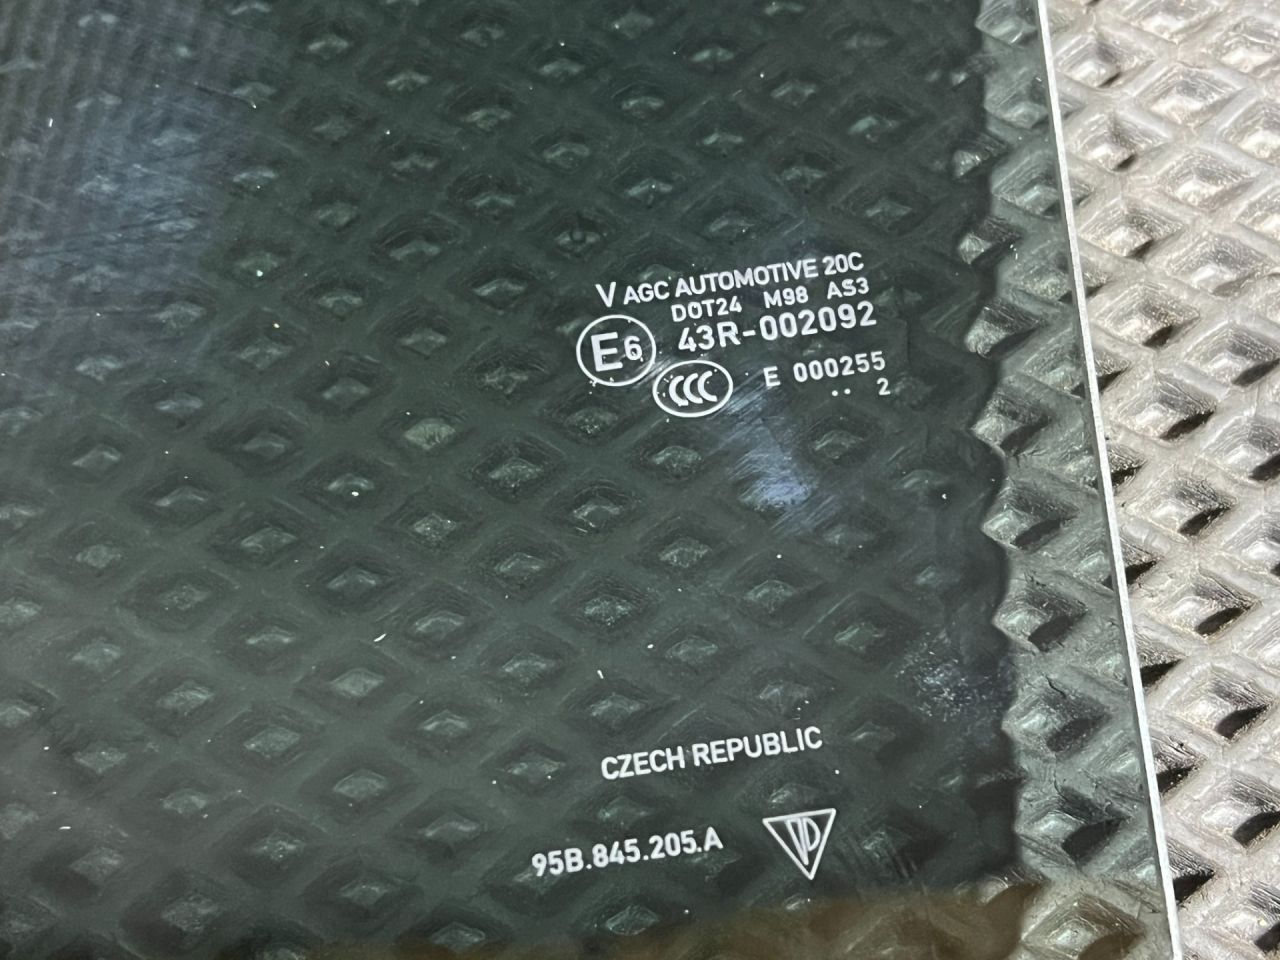 V AGC AUTOMOTIVE 20C
DOT24 M98 AS3
E6 43R-002092
CCC E 000255
.. 2
CZECH REPUBLIC
95B.845.205.A